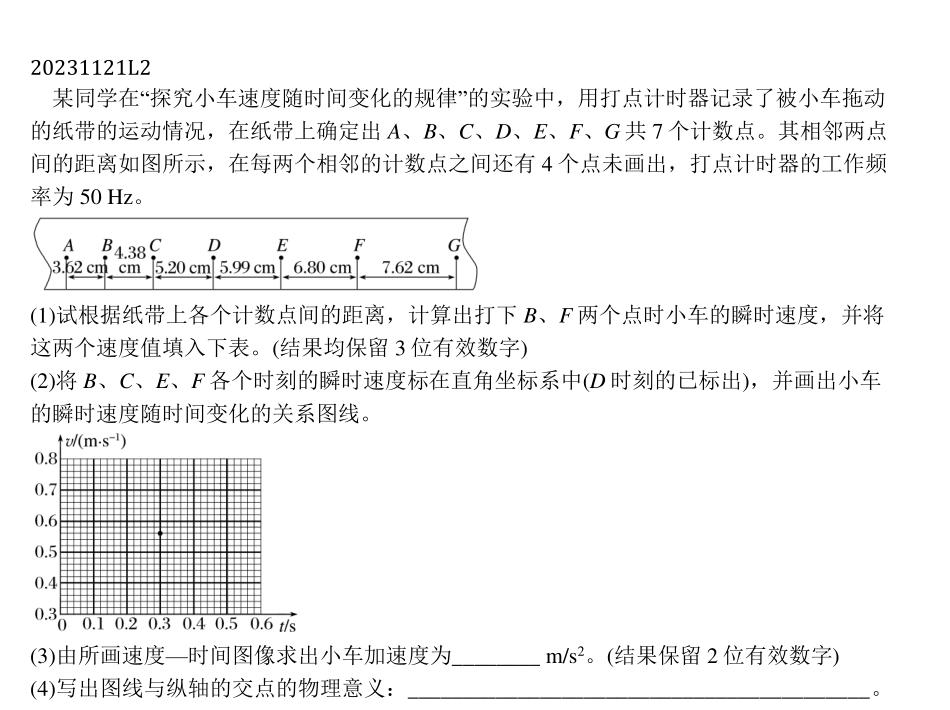 20231121L2
某同学在“探究小车速度随时间变化的规律”的实验中，用打点计时器记录了被小车拖动
的纸带的运动情况，在纸带上确定出 A、B、C、D、E、F、G 共 7 个计数点。其相邻两点
间的距离如图所示，在每两个相邻的计数点之间还有 4 个点未画出，打点计时器的工作频
率为 50 Hz。
A B 4.38 C D E F G
3.62 cm cm 5.20 cm 5.99 cm 6.80 cm 7.62 cm
(1)试根据纸带上各个计数点间的距离，计算出打下 B、F 两个点时小车的瞬时速度，并将
这两个速度值填入下表。(结果均保留 3 位有效数字)
(2)将 B、C、E、F 各个时刻的瞬时速度标在直角坐标系中(D 时刻的已标出)，并画出小车
的瞬时速度随时间变化的关系图线。
v/(m·s⁻¹)
0.8
0.7
0.6
0.5
0.4
0.3
0 0.1 0.2 0.3 0.4 0.5 0.6 t/s
(3)由所画速度—时间图像求出小车加速度为________ m/s²。(结果保留 2 位有效数字)
(4)写出图线与纵轴的交点的物理意义：__________________________________________。